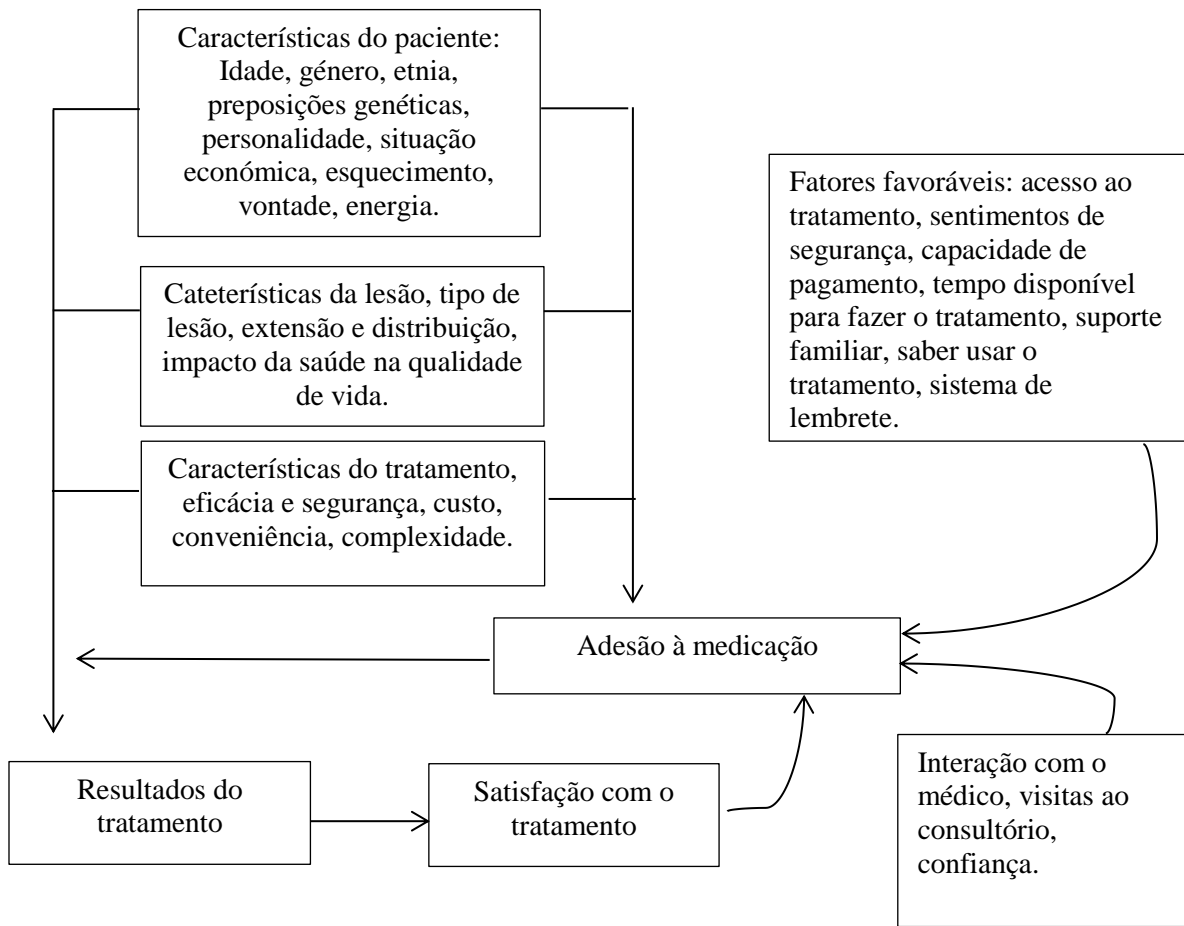 Características do paciente:
Idade, género, etnia,
preposições genéticas,
personalidade, situação
económica, esquecimento,
vontade, energia.
Cateterísticas da lesão, tipo de
lesão, extensão e distribuição,
impacto da saúde na qualidade
de vida.
Características do tratamento,
eficácia e segurança, custo,
conveniência, complexidade.
Fatores favoráveis: acesso ao
tratamento, sentimentos de
segurança, capacidade de
pagamento, tempo disponível
para fazer o tratamento, suporte
familiar, saber usar o
tratamento, sistema de
lembrete.
Adesão à medicação
Resultados do
tratamento
Satisfação com o
tratamento
Interação com o
médico, visitas ao
consultório,
confiança.